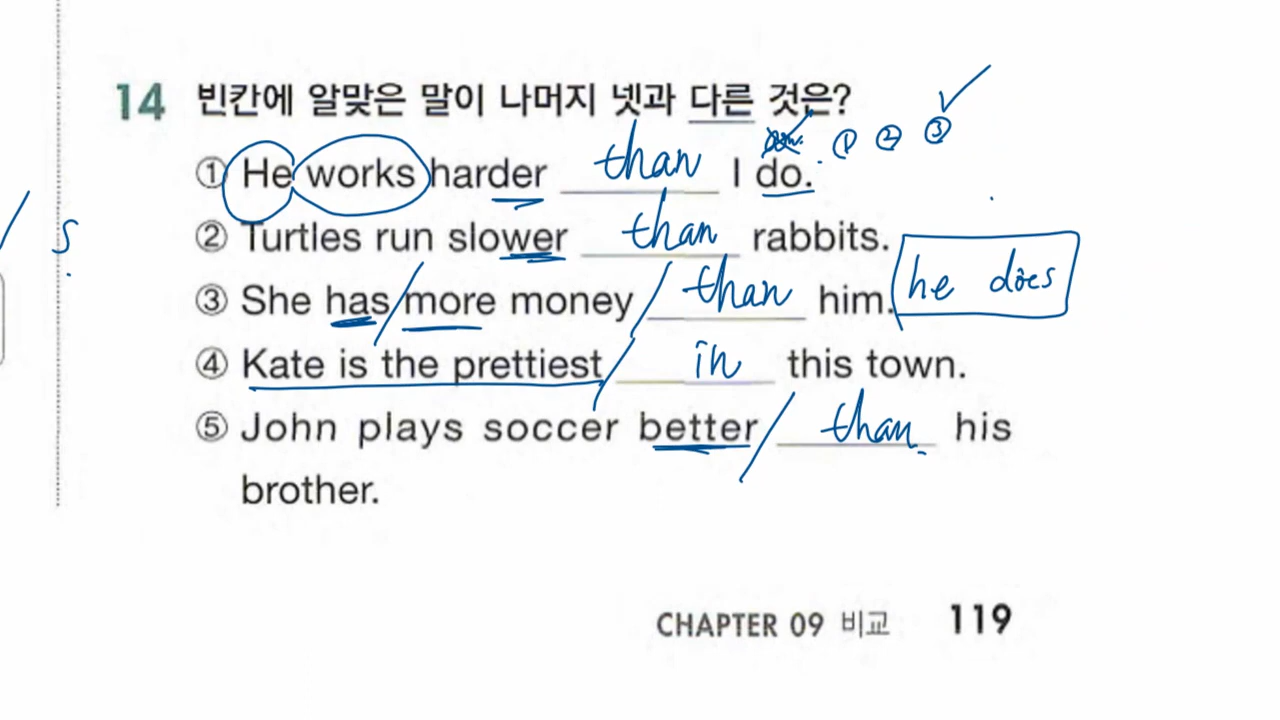 14 빈칸에 알맞은 말이 나머지 넷과 다른 것은?
① ② ③
① He works harder than I do.
② Turtles run slower than rabbits.
③ She has more money than him. he does
④ Kate is the prettiest in this town.
⑤ John plays soccer better than his
brother.
S
CHAPTER 09 비교 119